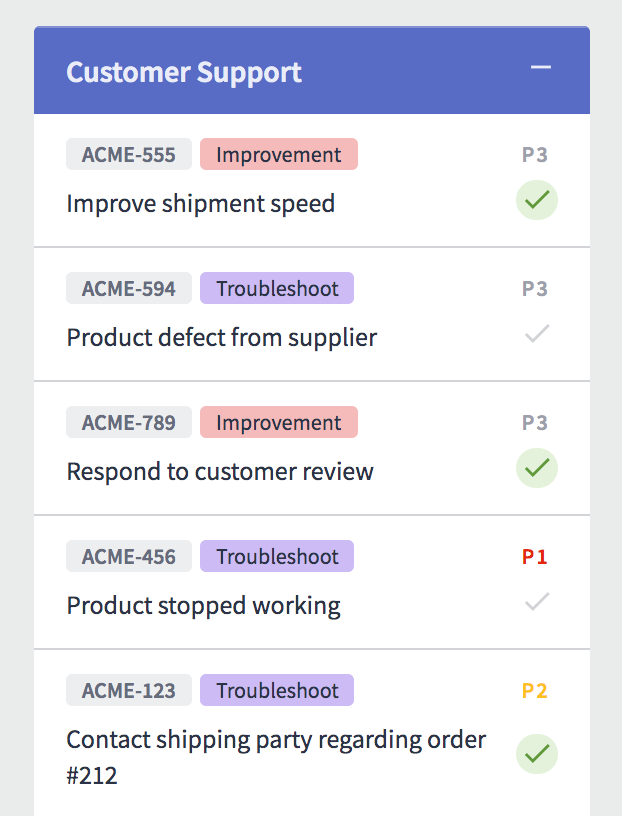 Customer Support
ACME-555 Improvement P3
Improve shipment speed
ACME-594 Troubleshoot P3
Product defect from supplier
ACME-789 Improvement P3
Respond to customer review
ACME-456 Troubleshoot P1
Product stopped working
ACME-123 Troubleshoot P2
Contact shipping party regarding order
#212